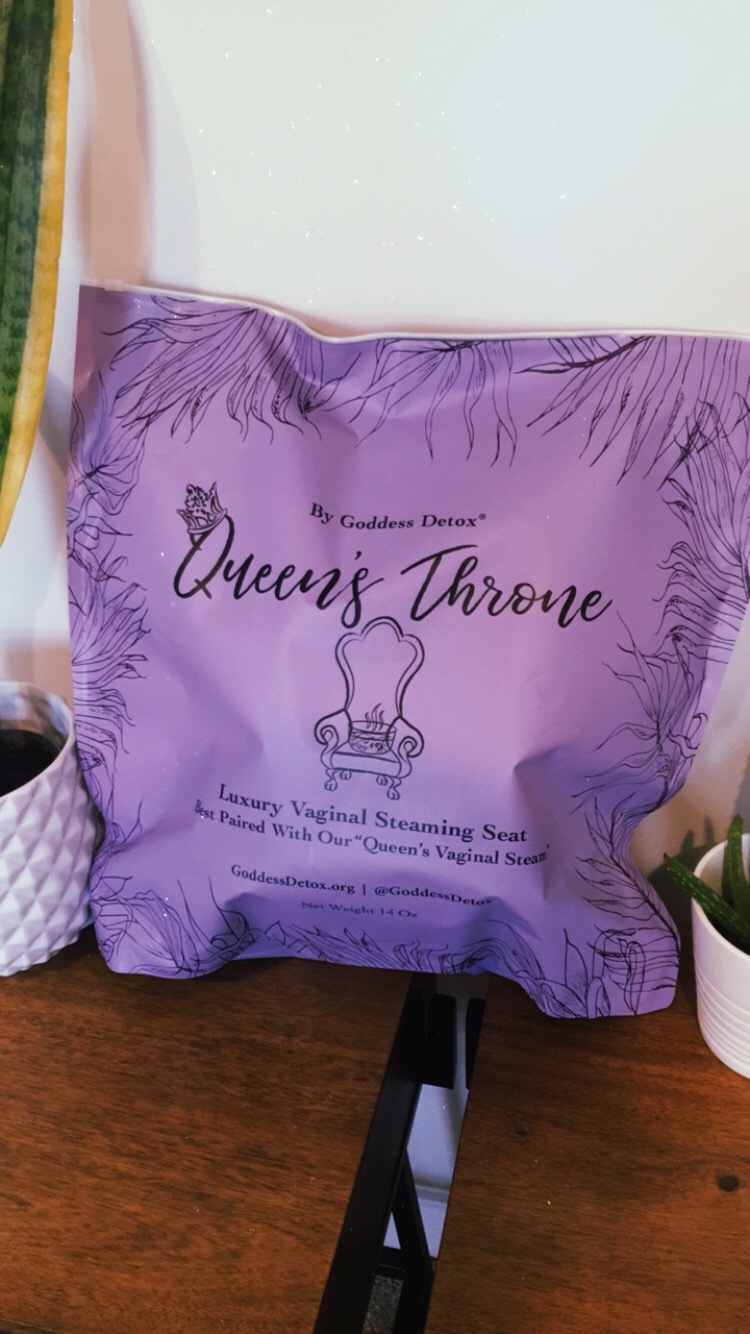 By Goddess Detox®
Queen's Throne
Luxury Vaginal Steaming Seat
Best Paired With Our "Queen's Vaginal Steam"
GoddessDetox.org | @GoddessDetox
Net Weight 14 Oz